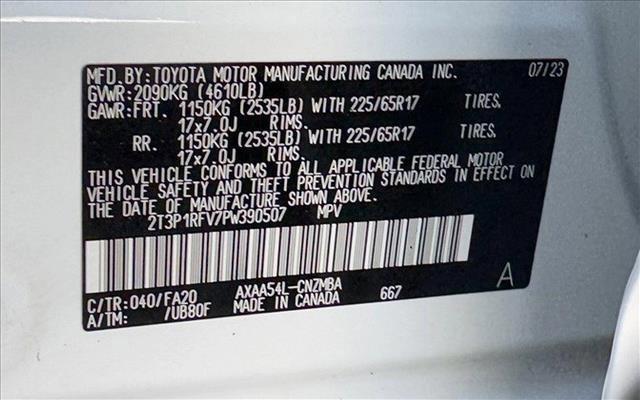 MFD. BY: TOYOTA MOTOR MANUFACTURING CANADA INC. 07/23
GVWR: 2090KG (4610LB)
GAWR: FRT. 1150KG (2535LB) WITH 225/65R17 TIRES,
17x7.0J RIMS.
RR. 1150KG (2535LB) WITH 225/65R17 TIRES,
17x7.0J RIMS.
THIS VEHICLE CONFORMS TO ALL APPLICABLE FEDERAL MOTOR
VEHICLE SAFETY AND THEFT PREVENTION STANDARDS IN EFFECT ON
THE DATE OF MANUFACTURE SHOWN ABOVE.
2T3P1RFV7PW390507 MPV
A
C/TR: 040/FA20 AXAA54L-CNZMBA 667
A/TM: /UB80F MADE IN CANADA